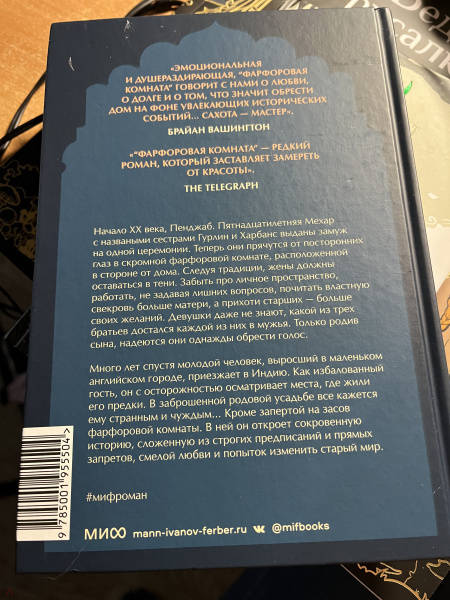 «ЭМОЦИОНАЛЬНАЯ
И ДУШЕРАЗДИРАЮЩАЯ, "ФАРФОРОВАЯ
КОМНАТА" ГОВОРИТ С НАМИ О ЛЮБВИ,
О ДОЛГЕ И О ТОМ, ЧТО ЗНАЧИТ ОБРЕСТИ
ДОМ НА ФОНЕ УВЛЕКАЮЩИХ ИСТОРИЧЕСКИХ
СОБЫТИЙ... САХОТА — МАСТЕР».
БРАЙАН ВАШИНГТОН
«"ФАРФОРОВАЯ КОМНАТА" — РЕДКИЙ
РОМАН, КОТОРЫЙ ЗАСТАВЛЯЕТ ЗАМЕРЕТЬ
ОТ КРАСОТЫ».
THE TELEGRAPH
Начало XX века, Пенджаб. Пятнадцатилетняя Мехар
с назваными сестрами Гурлин и Харбанс выданы замуж
на одной церемонии. Теперь они прячутся от посторонних
глаз в скромной фарфоровой комнате, расположенной
в стороне от дома. Следуя традиции, жены должны
оставаться в тени. Забыть про личное пространство,
работать, не задавая лишних вопросов, почитать властную
свекровь больше матери, а прихоти старших — больше
своих желаний. Девушки даже не знают, какой из трех
братьев достался каждой из них в мужья. Только родив
сына, надеются они однажды обрести голос.
Много лет спустя молодой человек, выросший в маленьком
английском городе, приезжает в Индию. Как избалованный
гость, он с осторожностью осматривает места, где жили
его предки. В заброшенной родовой усадьбе все кажется
ему странным и чуждым... Кроме запертой на засов
фарфоровой комнаты. В ней он откроет сокровенную
историю, сложенную из строгих предписаний и прямых
запретов, смелой любви и попыток изменить старый мир.
#мифроман
МИФ mann-ivanov-ferber.ru @mifbooks
9 785001 955504 >